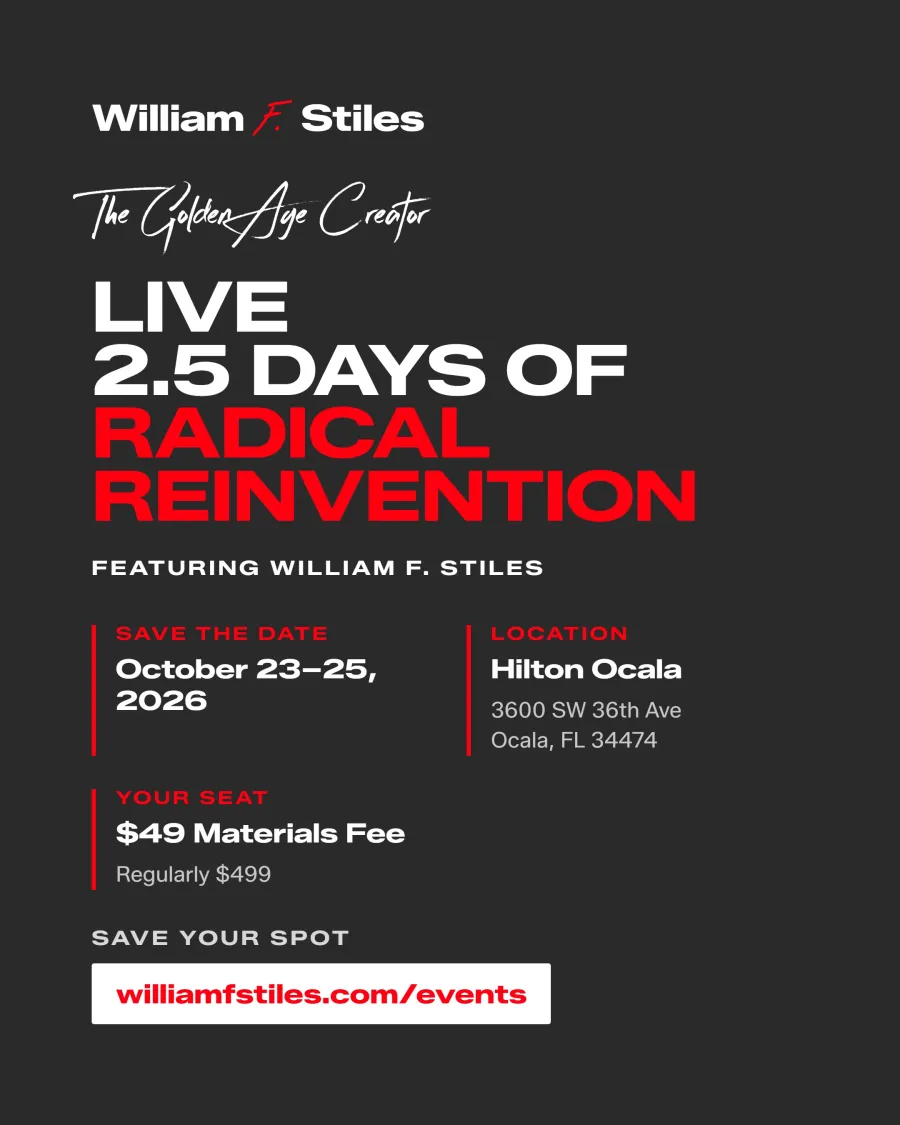 William F. Stiles
The Golden Age Creator
LIVE
2.5 DAYS OF
RADICAL
REINVENTION
FEATURING WILLIAM F. STILES
SAVE THE DATE
October 23–25,
2026
LOCATION
Hilton Ocala
3600 SW 36th Ave
Ocala, FL 34474
YOUR SEAT
$49 Materials Fee
Regularly $499
SAVE YOUR SPOT
williamfstiles.com/events